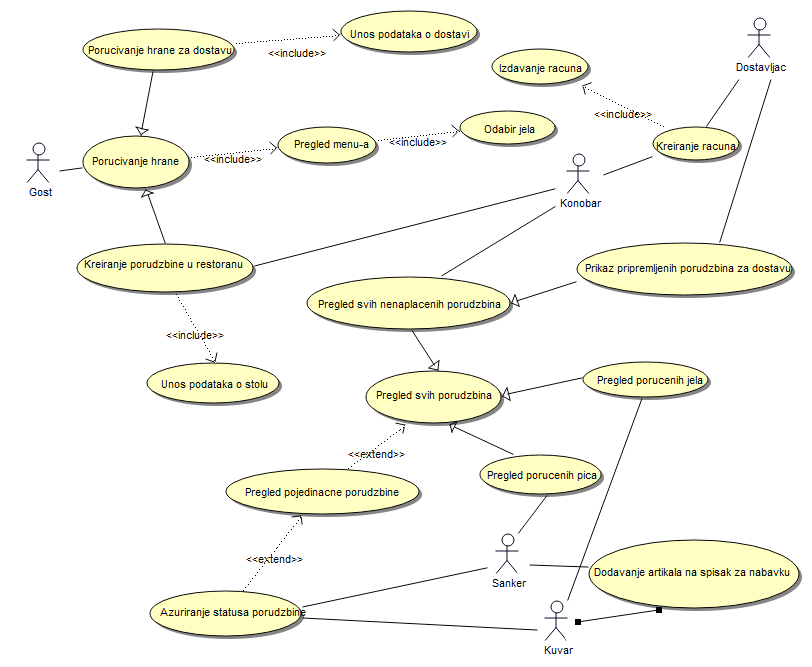 Porucivanje hrane za dostavu
<<include>>
Unos podataka o dostavi
Izdavanje racuna
Dostavljac
<<include>>
Porucivanje hrane
<<include>>
Pregled menu-a
<<include>>
Odabir jela
Kreiranje racuna
Gost
Konobar
Kreiranje porudzbine u restoranu
Prikaz pripremljenih porudzbina za dostavu
Pregled svih nenaplacenih porudzbina
<<include>>
Unos podataka o stolu
Pregled svih porudzbina
Pregled porucenih jela
<<extend>>
Pregled porucenih pica
Pregled pojedinacne porudzbine
<<extend>>
Sanker
Dodavanje artikala na spisak za nabavku
Azuriranje statusa porudzbine
Kuvar